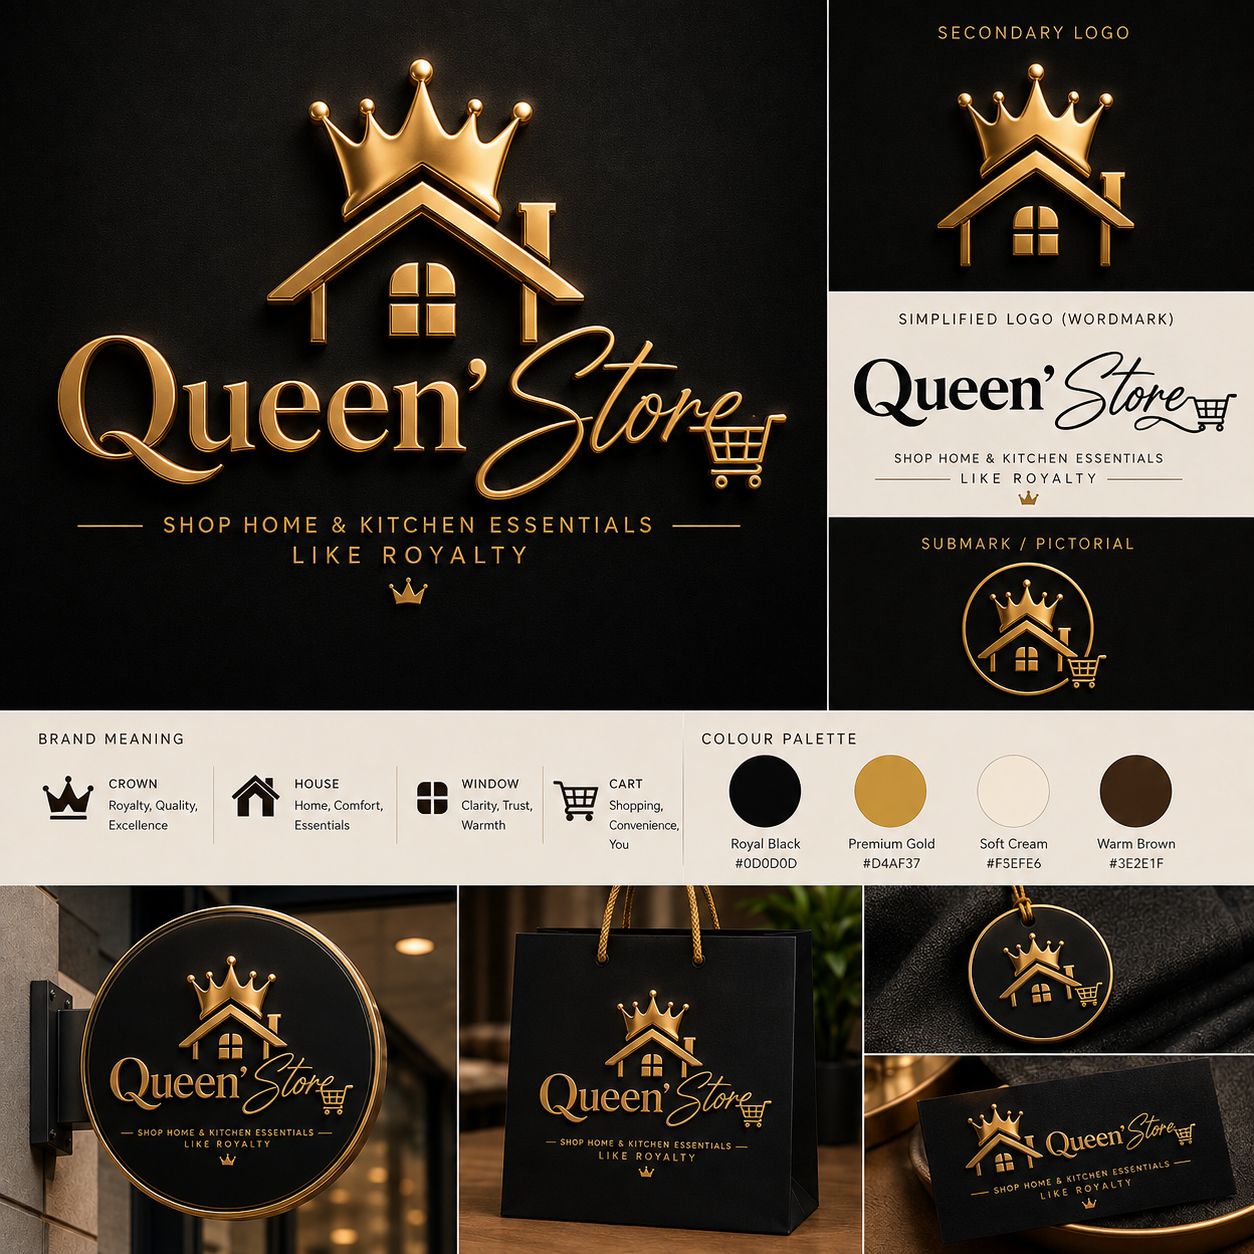 Queen' Store
SHOP HOME & KITCHEN ESSENTIALS
LIKE ROYALTY
SECONDARY LOGO
SIMPLIFIED LOGO (WORDMARK)
Queen' Store
SHOP HOME & KITCHEN ESSENTIALS
LIKE ROYALTY
SUBMARK / PICTORIAL
BRAND MEANING
CROWN
Royalty, Quality,
Excellence
HOUSE
Home, Comfort,
Essentials
WINDOW
Clarity, Trust,
Warmth
CART
Shopping,
Convenience,
You
COLOUR PALETTE
Royal Black
#0D0D0D
Premium Gold
#D4AF37
Soft Cream
#F5EFE6
Warm Brown
#3E2E1F
Queen' Store
SHOP HOME & KITCHEN ESSENTIALS
LIKE ROYALTY
Queen' Store
SHOP HOME & KITCHEN ESSENTIALS
LIKE ROYALTY
Queen' Store
SHOP HOME & KITCHEN ESSENTIALS
LIKE ROYALTY